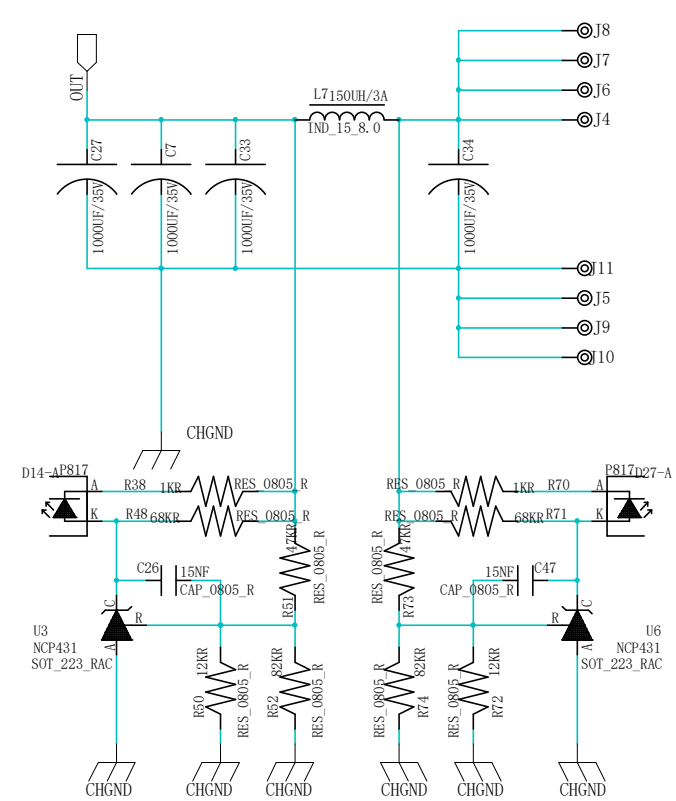 J8
J7
J6
J4
OUT
L7 150UH/3A
IND_15_8.0
C27
1000UF/35V
C7
1000UF/35V
C33
1000UF/35V
C34
1000UF/35V
J11
J5
J9
J10
CHGND
D14-A P817
A
K
R38 1KR RES_0805_R
R48 68KR RES_0805_R
47KR
RES_0805_R
R51
C26 15NF
CAP_0805_R
C
R
A
U3
NCP431
SOT_223_RAC
12KR
RES_0805_R
R50
82KR
RES_0805_R
R52
CHGND
CHGND
CHGND
P817 D27-A
A
K
RES_0805_R 1KR R70
RES_0805_R 68KR R71
47KR
RES_0805_R
R73
15NF C47
CAP_0805_R
C
R
A
U6
NCP431
SOT_223_RAC
82KR
RES_0805_R
R74
12KR
RES_0805_R
R72
CHGND
CHGND
CHGND